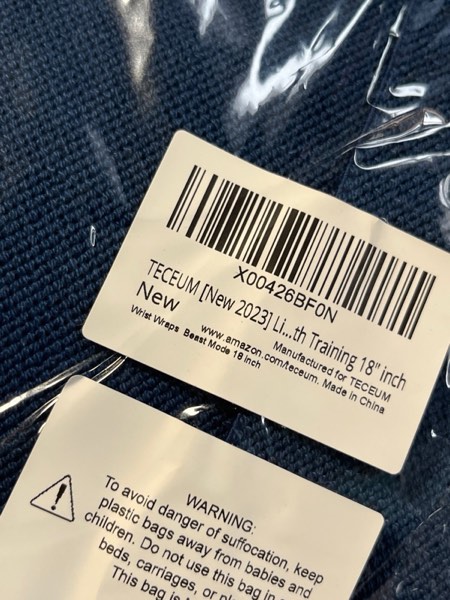 X00426BF0N
TECEUM [New 2023] Li...th Training 18" inch
New
Manufactured for TECEUM
www.amazon.com/teceum. Made in China
Wrist Wraps Beast Mode 18 inch
WARNING:
To avoid danger of suffocation, keep
plastic bags away from babies and
children. Do not use this bag in
beds, carriages, or
This bag is